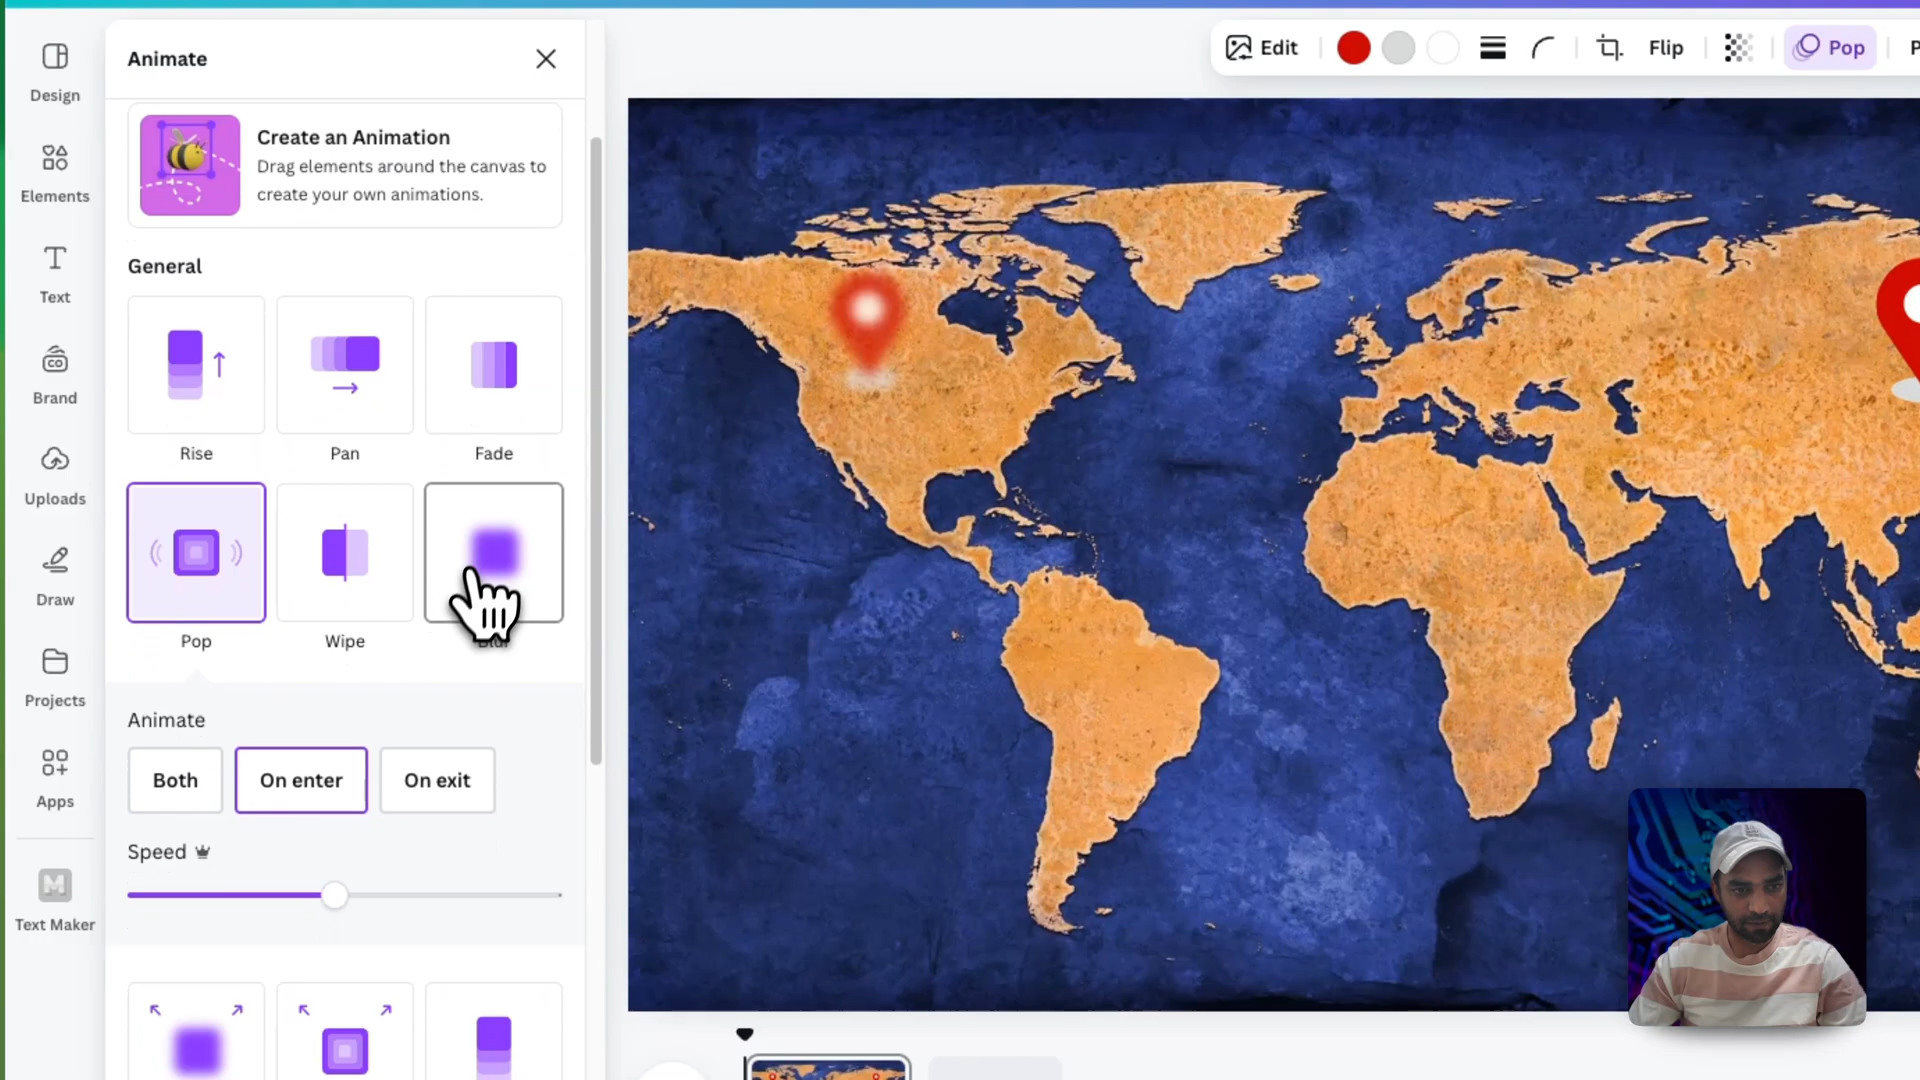 Animate
Edit
Flip
Pop
Design
Elements
Text
Brand
Uploads
Draw
Projects
Apps
Text Maker
Create an Animation
Drag elements around the canvas to
create your own animations.
General
Rise
Pan
Fade
Pop
Wipe
Animate
Both
On enter
On exit
Speed